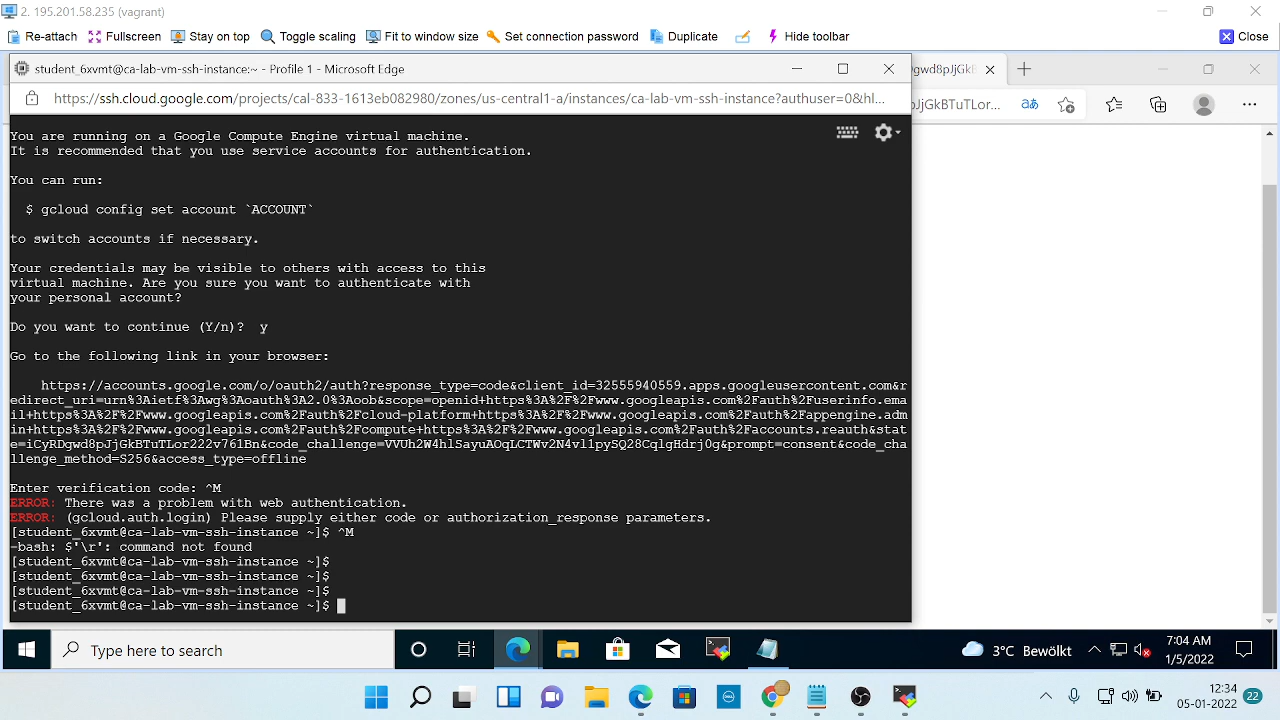 2. 195.201.58.235 (vagrant)
Re-attach Fullscreen Stay on top Toggle scaling Fit to window size Set connection password Duplicate Hide toolbar Close
student_6xvmt@ca-lab-vm-ssh-instance:~ - Profile 1 - Microsoft Edge
https://ssh.cloud.google.com/projects/cal-833-1613eb082980/zones/us-central1-a/instances/ca-lab-vm-ssh-instance?authuser=0&hl...
You are running on a Google Compute Engine virtual machine.
It is recommended that you use service accounts for authentication.
You can run:
$ gcloud config set account `ACCOUNT`
to switch accounts if necessary.
Your credentials may be visible to others with access to this
virtual machine. Are you sure you want to authenticate with
your personal account?
Do you want to continue (Y/n)? y
Go to the following link in your browser:
https://accounts.google.com/o/oauth2/auth?response_type=code&client_id=32555940559.apps.googleusercontent.com&r
edirect_uri=urn%3Aietf%3Awg%3Aoauth%3A2.0%3Aoob&scope=openid+https%3A%2F%2Fwww.googleapis.com%2Fauth%2Fuserinfo.ema
il+https%3A%2F%2Fwww.googleapis.com%2Fauth%2Fcloud-platform+https%3A%2F%2Fwww.googleapis.com%2Fauth%2Fappengine.adm
in+https%3A%2F%2Fwww.googleapis.com%2Fauth%2Fcompute+https%3A%2F%2Fwww.googleapis.com%2Fauth%2Faccounts.reauth&stat
e=iCyRDgwd8pJjGkBTuTLor222v761Bn&code_challenge=VVUh2W4hlSayuAOqLCTWv2N4vl1pySQ28CqlgHdrjOg&prompt=consent&code_cha
llenge_method=S256&access_type=offline
Enter verification code: ^M
ERROR: There was a problem with web authentication.
ERROR: (gcloud.auth.login) Please supply either code or authorization_response parameters.
[student_6xvmt@ca-lab-vm-ssh-instance ~]$ ^M
-bash: $'\r': command not found
[student_6xvmt@ca-lab-vm-ssh-instance ~]$
[student_6xvmt@ca-lab-vm-ssh-instance ~]$
[student_6xvmt@ca-lab-vm-ssh-instance ~]$
[student_6xvmt@ca-lab-vm-ssh-instance ~]$
gwd8pJjGkB
pJjGkBTuTLor... aあ
Type here to search
3°C Bewölkt
7:04 AM
1/5/2022
DELL
12:34
05-01-2022
22